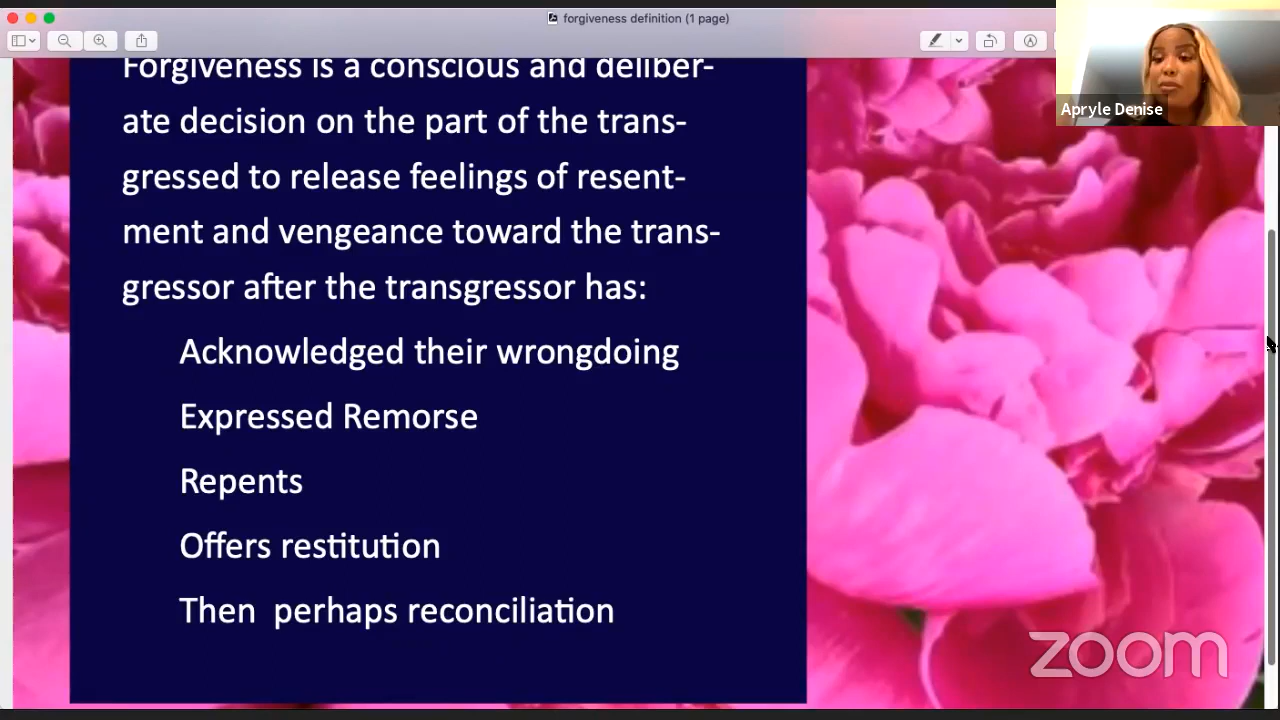 forgiveness definition (1 page)
Apryle Denise
Forgiveness is a conscious and deliber-
ate decision on the part of the trans-
gressed to release feelings of resent-
ment and vengeance toward the trans-
gressor after the transgressor has:
Acknowledged their wrongdoing
Expressed Remorse
Repents
Offers restitution
Then perhaps reconciliation
zoom